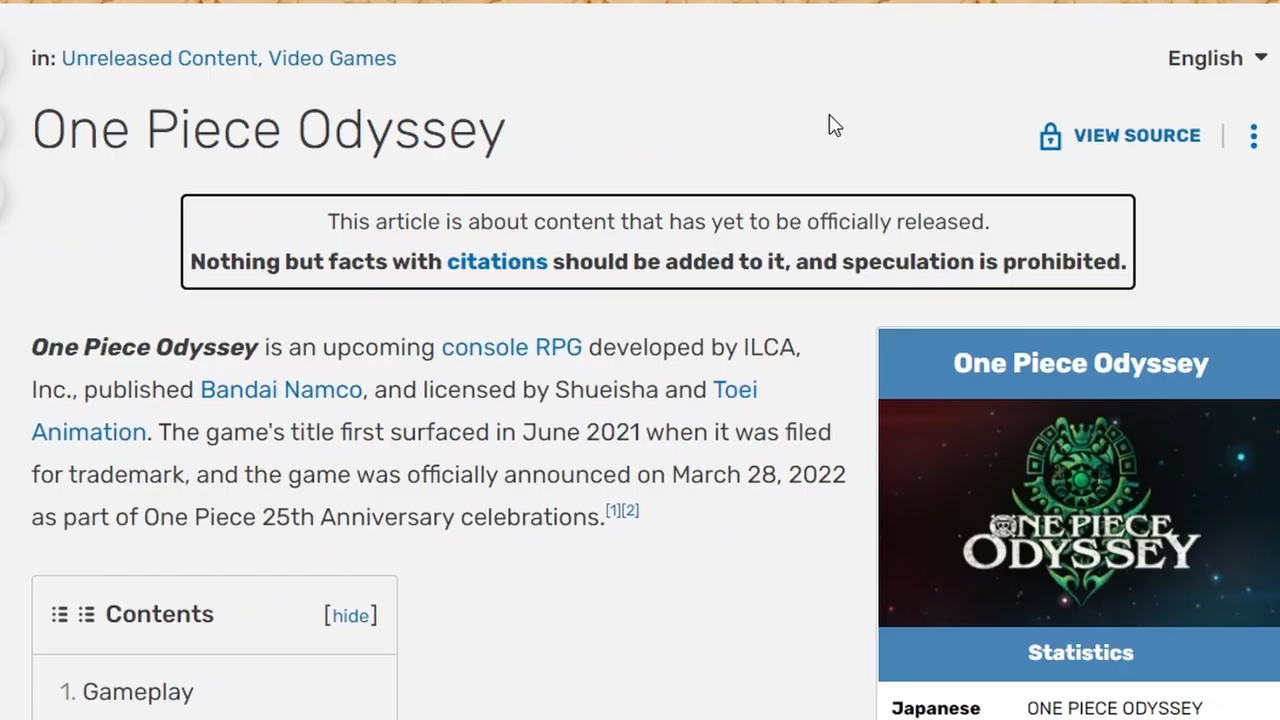 in: Unreleased Content, Video Games
English
One Piece Odyssey
VIEW SOURCE
This article is about content that has yet to be officially released.
Nothing but facts with citations should be added to it, and speculation is prohibited.
One Piece Odyssey is an upcoming console RPG developed by ILCA,
Inc., published Bandai Namco, and licensed by Shueisha and Toei
Animation. The game's title first surfaced in June 2021 when it was filed
for trademark, and the game was officially announced on March 28, 2022
as part of One Piece 25th Anniversary celebrations.[1][2]
One Piece Odyssey
ONE PIECE
ODYSSEY
Statistics
Japanese ONE PIECE ODYSSEY
Contents [hide]
1. Gameplay